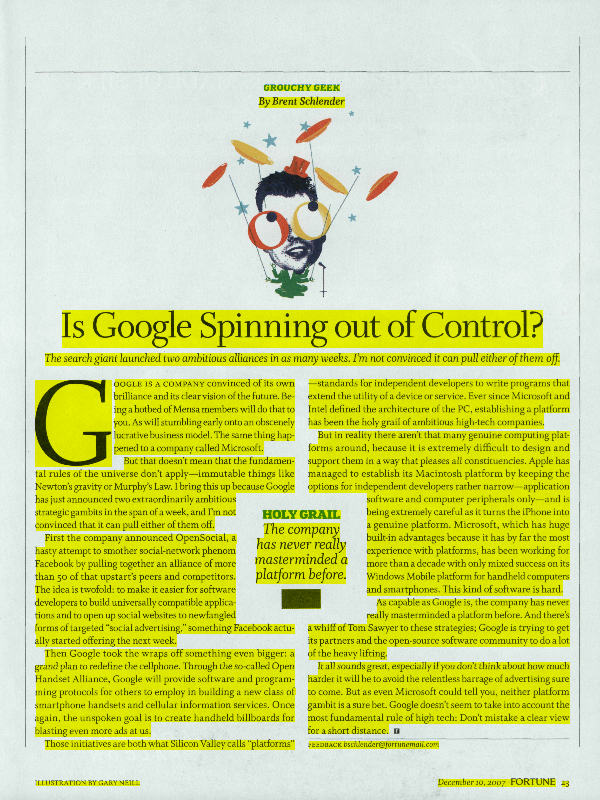 GROUCHY GEEK
By Brent Schlender
Is Google Spinning out of Control?
The search giant launched two ambitious alliances in as many weeks. I'm not convinced it can pull either of them off.
GOOGLE IS A COMPANY convinced of its own
brilliance and its clear vision of the future. Be-
ing a hotbed of Mensa members will do that to
you. As will stumbling early onto an obscenely
lucrative business model. The same thing hap-
pened to a company called Microsoft.
But that doesn't mean that the fundamen-
tal rules of the universe don't apply—immutable things like
Newton's gravity or Murphy's Law. I bring this up because Google
has just announced two extraordinarily ambitious
strategic gambits in the span of a week, and I'm not
convinced that it can pull either of them off.
First the company announced OpenSocial, a
hasty attempt to smother social-network phenom
Facebook by pulling together an alliance of more
than 50 of that upstart's peers and competitors.
The idea is twofold: to make it easier for software
developers to build universally compatible applica-
tions and to open up social websites to newfangled
forms of targeted "social advertising," something Facebook actu-
ally started offering the next week.
Then Google took the wraps off something even bigger: a
grand plan to redefine the cellphone. Through the so-called Open
Handset Alliance, Google will provide software and program-
ming protocols for others to employ in building a new class of
smartphone handsets and cellular information services. Once
again, the unspoken goal is to create handheld billboards for
blasting even more ads at us.
Those initiatives are both what Silicon Valley calls "platforms"
HOLY GRAIL
The company
has never really
masterminded a
platform before.
—standards for independent developers to write programs that
extend the utility of a device or service. Ever since Microsoft and
Intel defined the architecture of the PC, establishing a platform
has been the holy grail of ambitious high-tech companies.
But in reality there aren't that many genuine computing plat-
forms around, because it is extremely difficult to design and
support them in a way that pleases all constituencies. Apple has
managed to establish its Macintosh platform by keeping the
options for independent developers rather narrow—application
software and computer peripherals only—and is
being extremely careful as it turns the iPhone into
a genuine platform. Microsoft, which has huge
built-in advantages because it has by far the most
experience with platforms, has been working for
more than a decade with only mixed success on its
Windows Mobile platform for handheld computers
and smartphones. This kind of software is hard.
As capable as Google is, the company has never
really masterminded a platform before. And there's
a whiff of Tom Sawyer to these strategies; Google is trying to get
its partners and the open-source software community to do a lot
of the heavy lifting.
It all sounds great, especially if you don't think about how much
harder it will be to avoid the relentless barrage of advertising sure
to come. But as even Microsoft could tell you, neither platform
gambit is a sure bet. Google doesn't seem to take into account the
most fundamental rule of high tech: Don't mistake a clear view
for a short distance. F
FEEDBACK bschlender@fortunemail.com
ILLUSTRATION BY GARY NEILL
December 10, 2007 FORTUNE 23